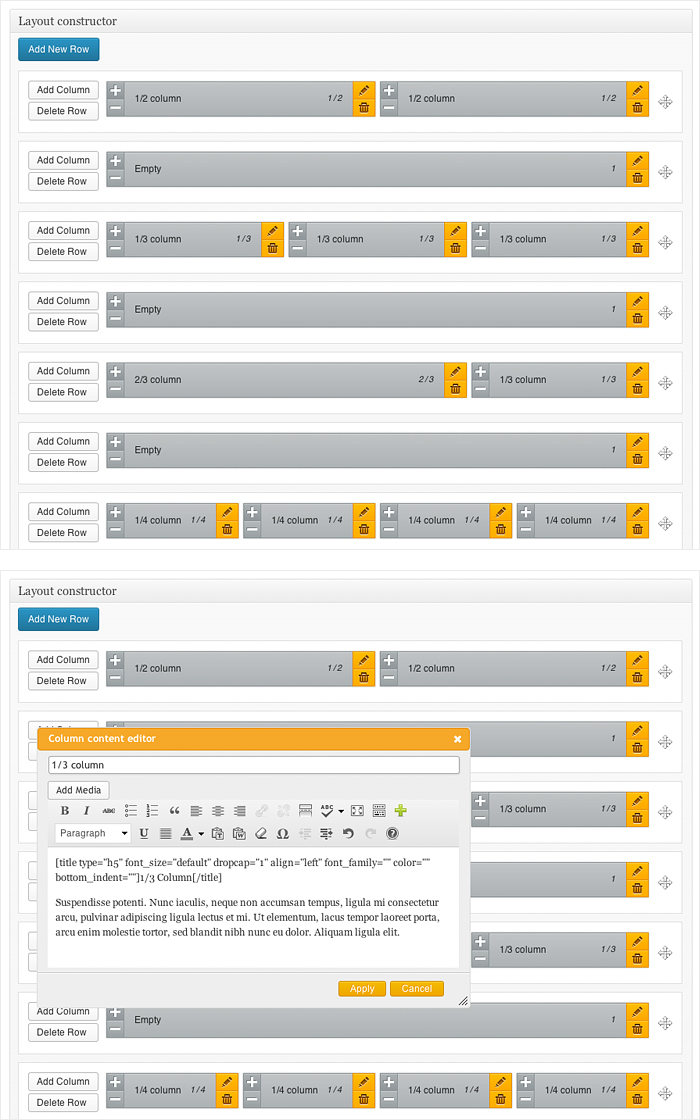 Layout constructor
Add New Row
Add Column
Delete Row
1/2 column 1/2
1/2 column 1/2
Add Column
Delete Row
Empty 1
Add Column
Delete Row
1/3 column 1/3
1/3 column 1/3
1/3 column 1/3
Add Column
Delete Row
Empty 1
Add Column
Delete Row
2/3 column 2/3
1/3 column 1/3
Add Column
Delete Row
Empty 1
Add Column
Delete Row
1/4 column 1/4
1/4 column 1/4
1/4 column 1/4
1/4 column 1/4
Layout constructor
Add New Row
Add Column
Delete Row
1/2 column 1/2
1/2 column 1/2
1
Column content editor
1/3 column
Add Media
B I ABC ABC
Paragraph U A
[title type="h5" font_size="default" dropcap="1" align="left" font_family="" color=""
bottom_indent=""]1/3 Column[/title]
Suspendisse potenti. Nunc iaculis, neque non accumsan tempus, ligula mi consectetur
arcu, pulvinar adipiscing ligula lectus et mi. Ut elementum, lacus tempor laoreet porta,
arcu enim molestie tortor, sed blandit nibh nunc eu dolor. Aliquam ligula elit.
Apply
Cancel
1/3 column 1/3
1
1/3 column 1/3
Add Column
Delete Row
Empty 1
Add Column
Delete Row
1/4 column 1/4
1/4 column 1/4
1/4 column 1/4
1/4 column 1/4